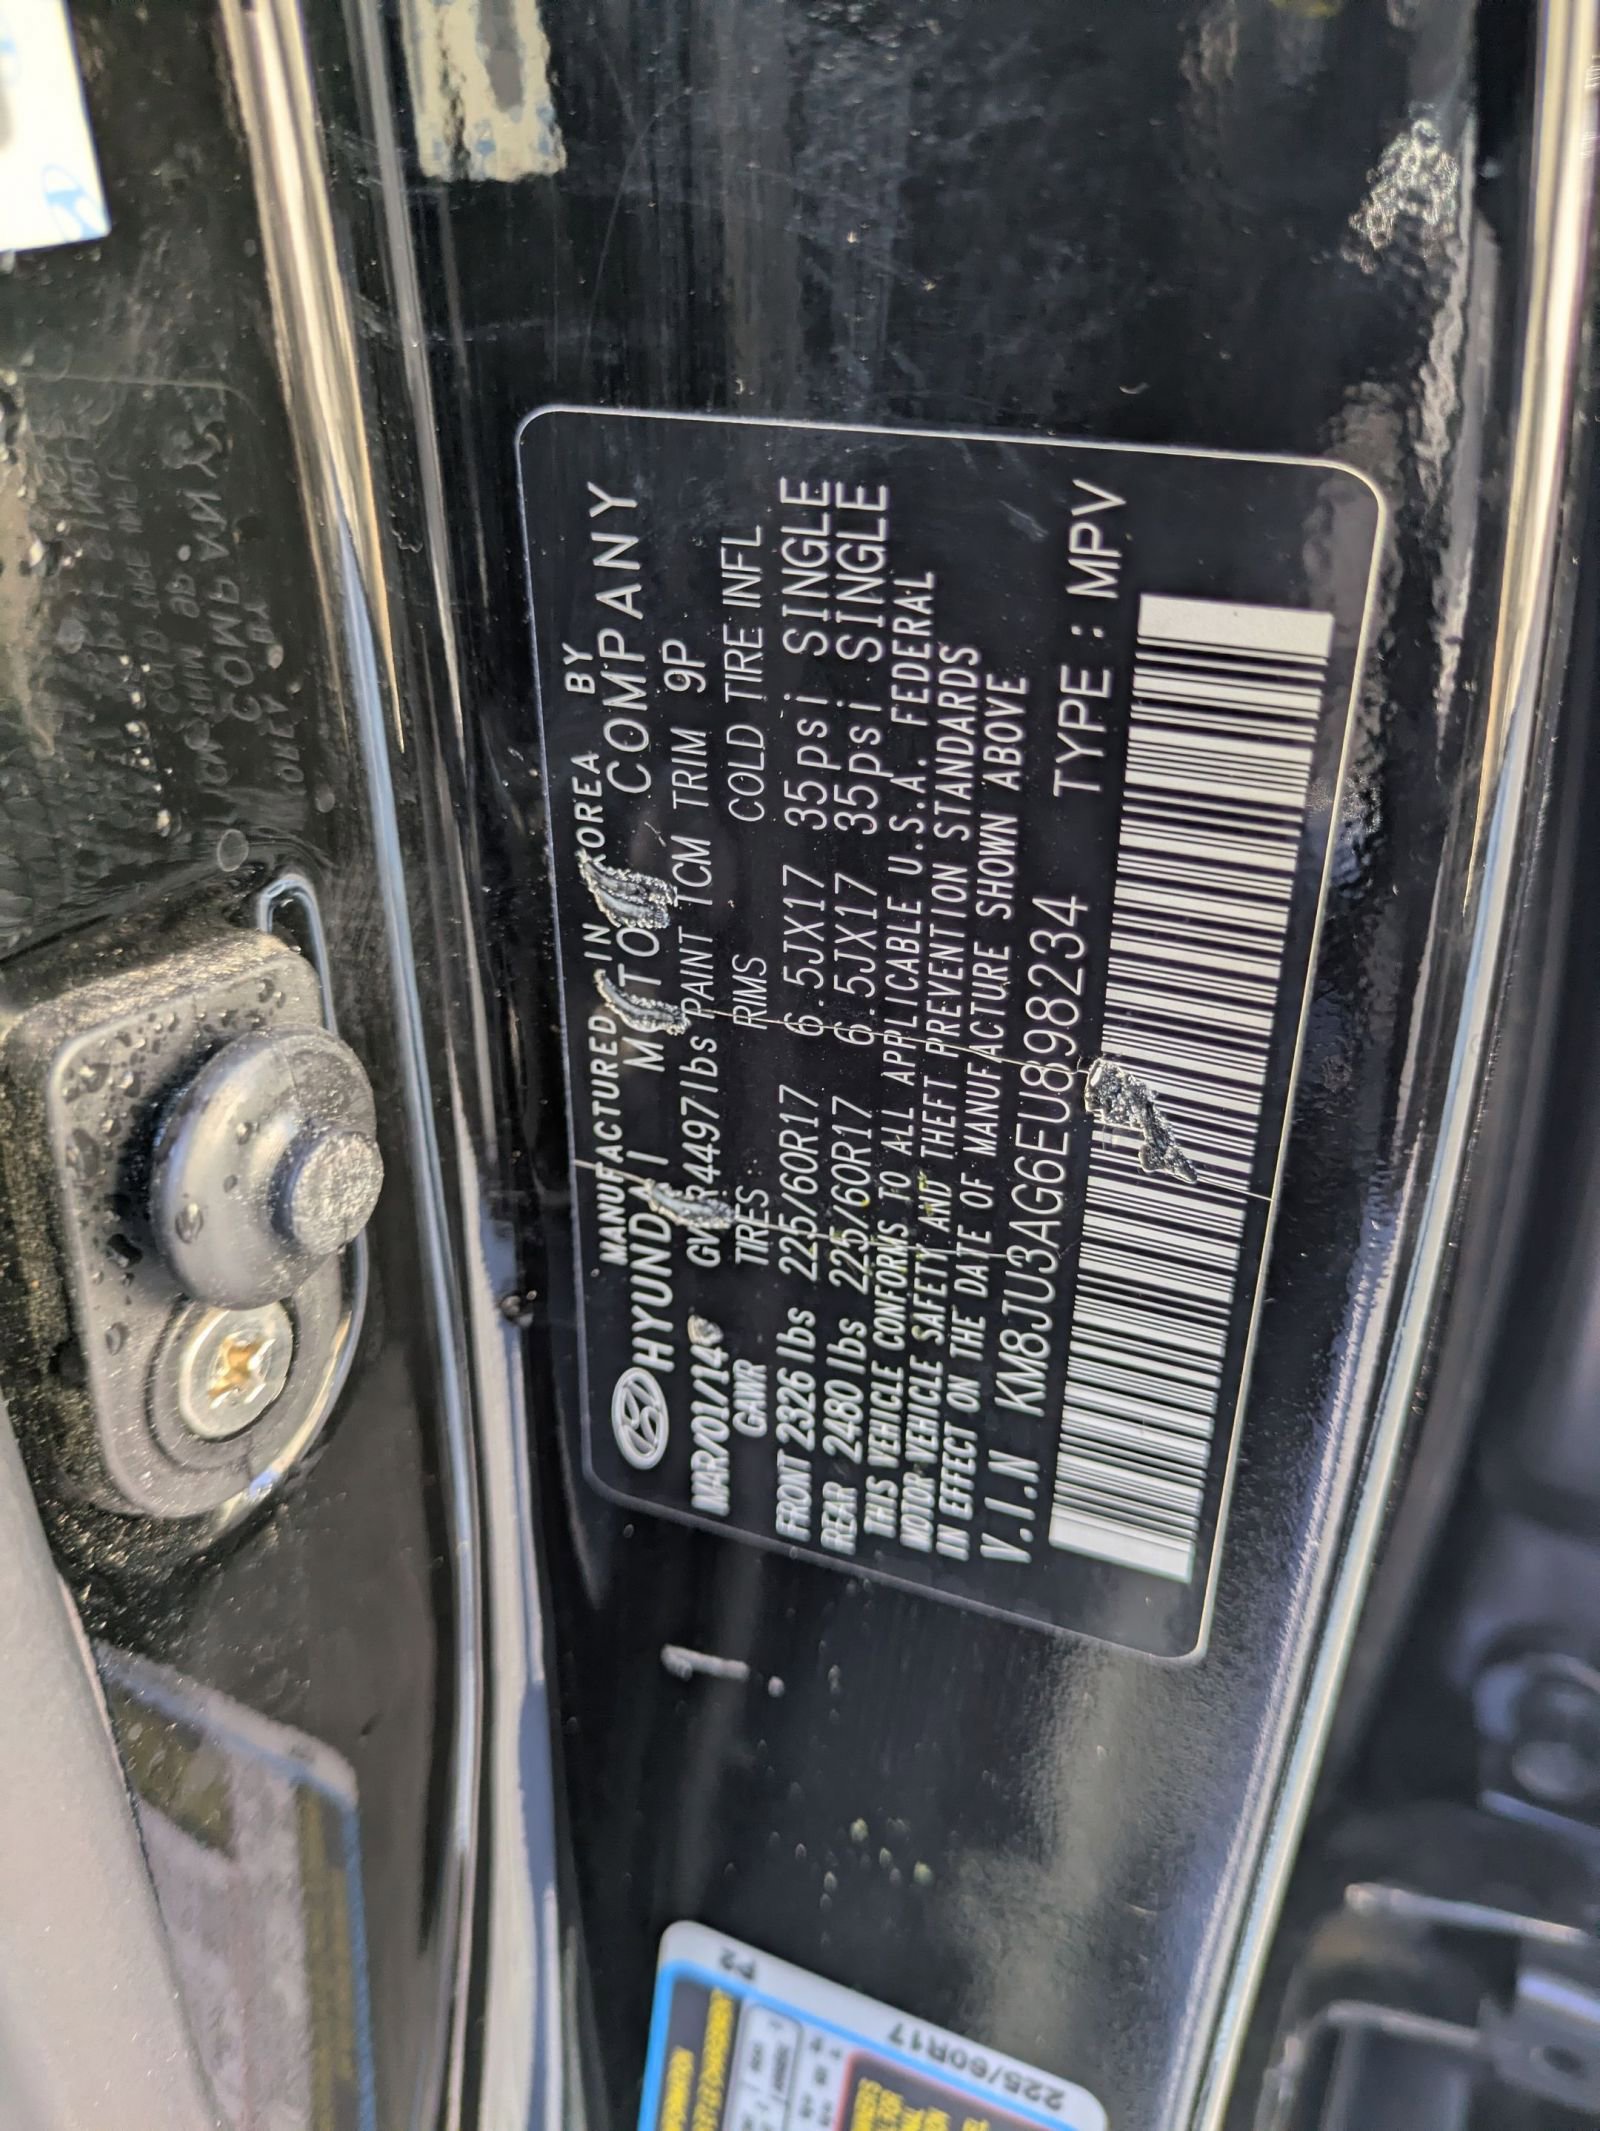 MANUFACTURED IN KOREA BY
HYUNDAI MOTOR COMPANY
MAR/01/14 GVWR4497lbs PAINT TCM TRIM 9P
GAWR TIRES RIMS COLD TIRE INFL
FRONT 2326 lbs 225/60R17 6.5JX17 35psi SINGLE
REAR 2480 lbs 225/60R17 6.5JX17 35psi SINGLE
THIS VEHICLE CONFORMS TO ALL APPLICABLE U.S.A. FEDERAL
MOTOR VEHICLE SAFETY AND THEFT PREVENTION STANDARDS
IN EFFECT ON THE DATE OF MANUFACTURE SHOWN ABOVE
V.I.N KM8JU3AG6EU898234 TYPE : MPV
1
P2
225/60R17